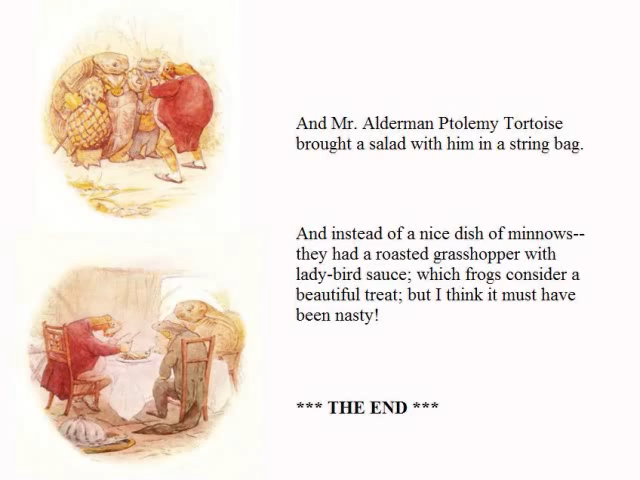 And Mr. Alderman Ptolemy Tortoise
brought a salad with him in a string bag.
And instead of a nice dish of minnows--
they had a roasted grasshopper with
lady-bird sauce; which frogs consider a
beautiful treat; but I think it must have
been nasty!
*** THE END ***